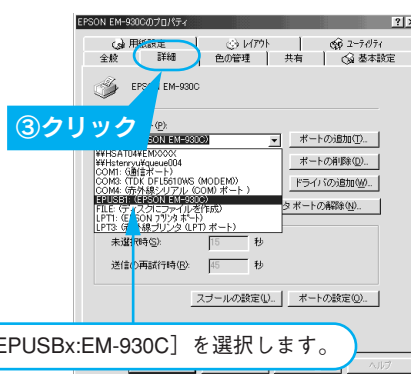 EPSON EM-930Cのプロパティ
用紙設定 レイアウト ユーティリティ
全般 詳細 色の管理 共有 基本設定
EPSON EM-930C
③クリック
(P):
SON EM-930C) ポートの追加(T)...
¥¥HSAT04¥EMXXXX
¥¥Hstenryu¥queue004 ポートの削除(D)...
COM1: (通信ポート)
COM3: (TDK DFL5610WS (MODEM)) ドライバの追加(W)...
COM4: (赤外線シリアル (COM) ポート)
EPUSB1: (EPSON EM-930C)
FILE: (ディスクにファイルを作成) タ ポートの解除(N)...
LPT1: (EPSON プリンタ ポート)
LPT3: (赤外線プリンタ (LPT) ポート)
未選択時(S): 15 秒
送信の再試行時(R): 45 秒
スプールの設定(L)... ポートの設定(O)...
EPUSBx:EM-930C］を選択します。
ヘルプ